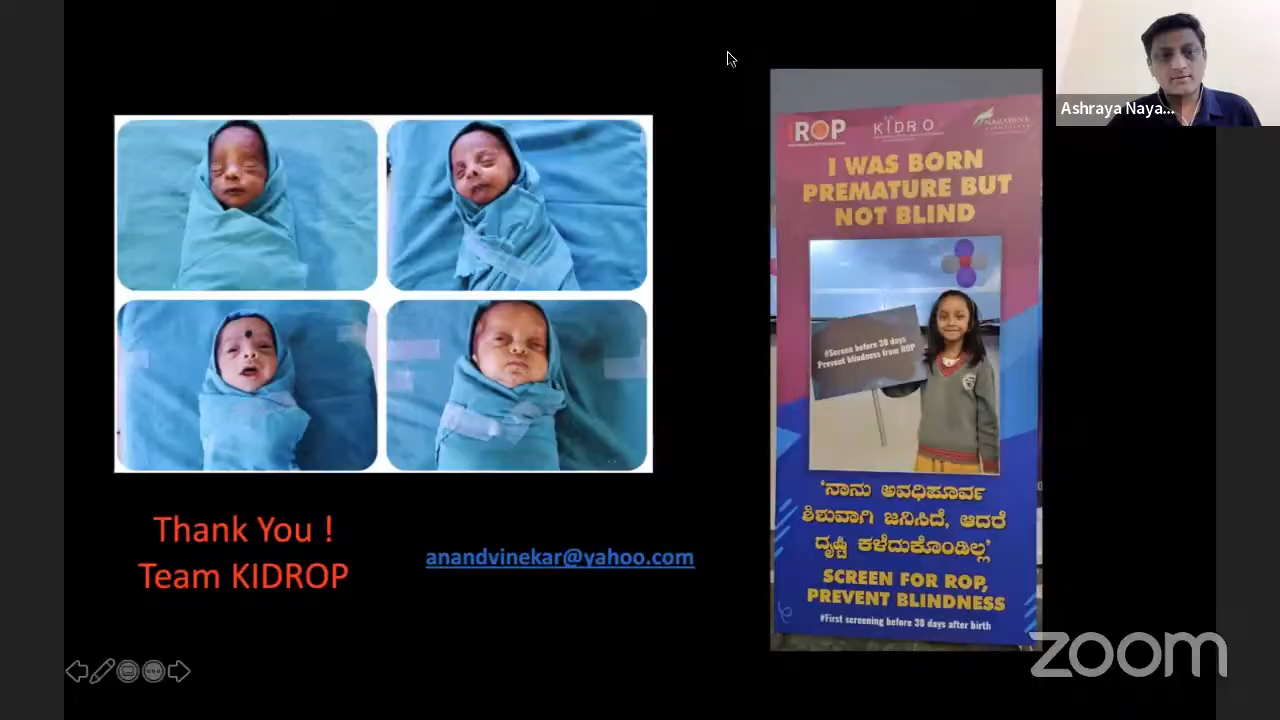 Ashraya Naya...
ROP
KIDRO
NARAYANA
I WAS BORN
PREMATURE BUT
NOT BLIND
#Screen before 30 days
Prevent blindness from ROP
'ನಾನು ಅವಧಿಪೂರ್ವ
ಶಿಶುವಾಗಿ ಜನಿಸಿದೆ, ಆದರೆ
ದೃಷ್ಟಿ ಕಳೆದುಕೊಂಡಿಲ್ಲ'
SCREEN FOR ROP,
PREVENT BLINDNESS
#First screening before 30 days after birth
Thank You !
Team KIDROP
anandvinekar@yahoo.com
zoom